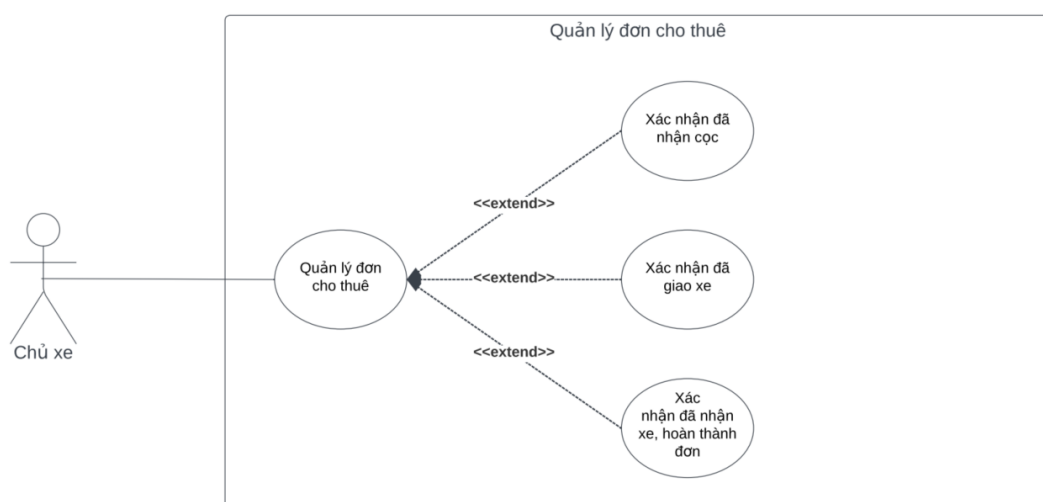 Quản lý đơn cho thuê
Xác nhận đã
nhận cọc
<<extend>>
Quản lý đơn
cho thuê
<<extend>>
Xác nhận đã
giao xe
<<extend>>
Chủ xe
Xác
nhận đã nhận
xe, hoàn thành
đơn